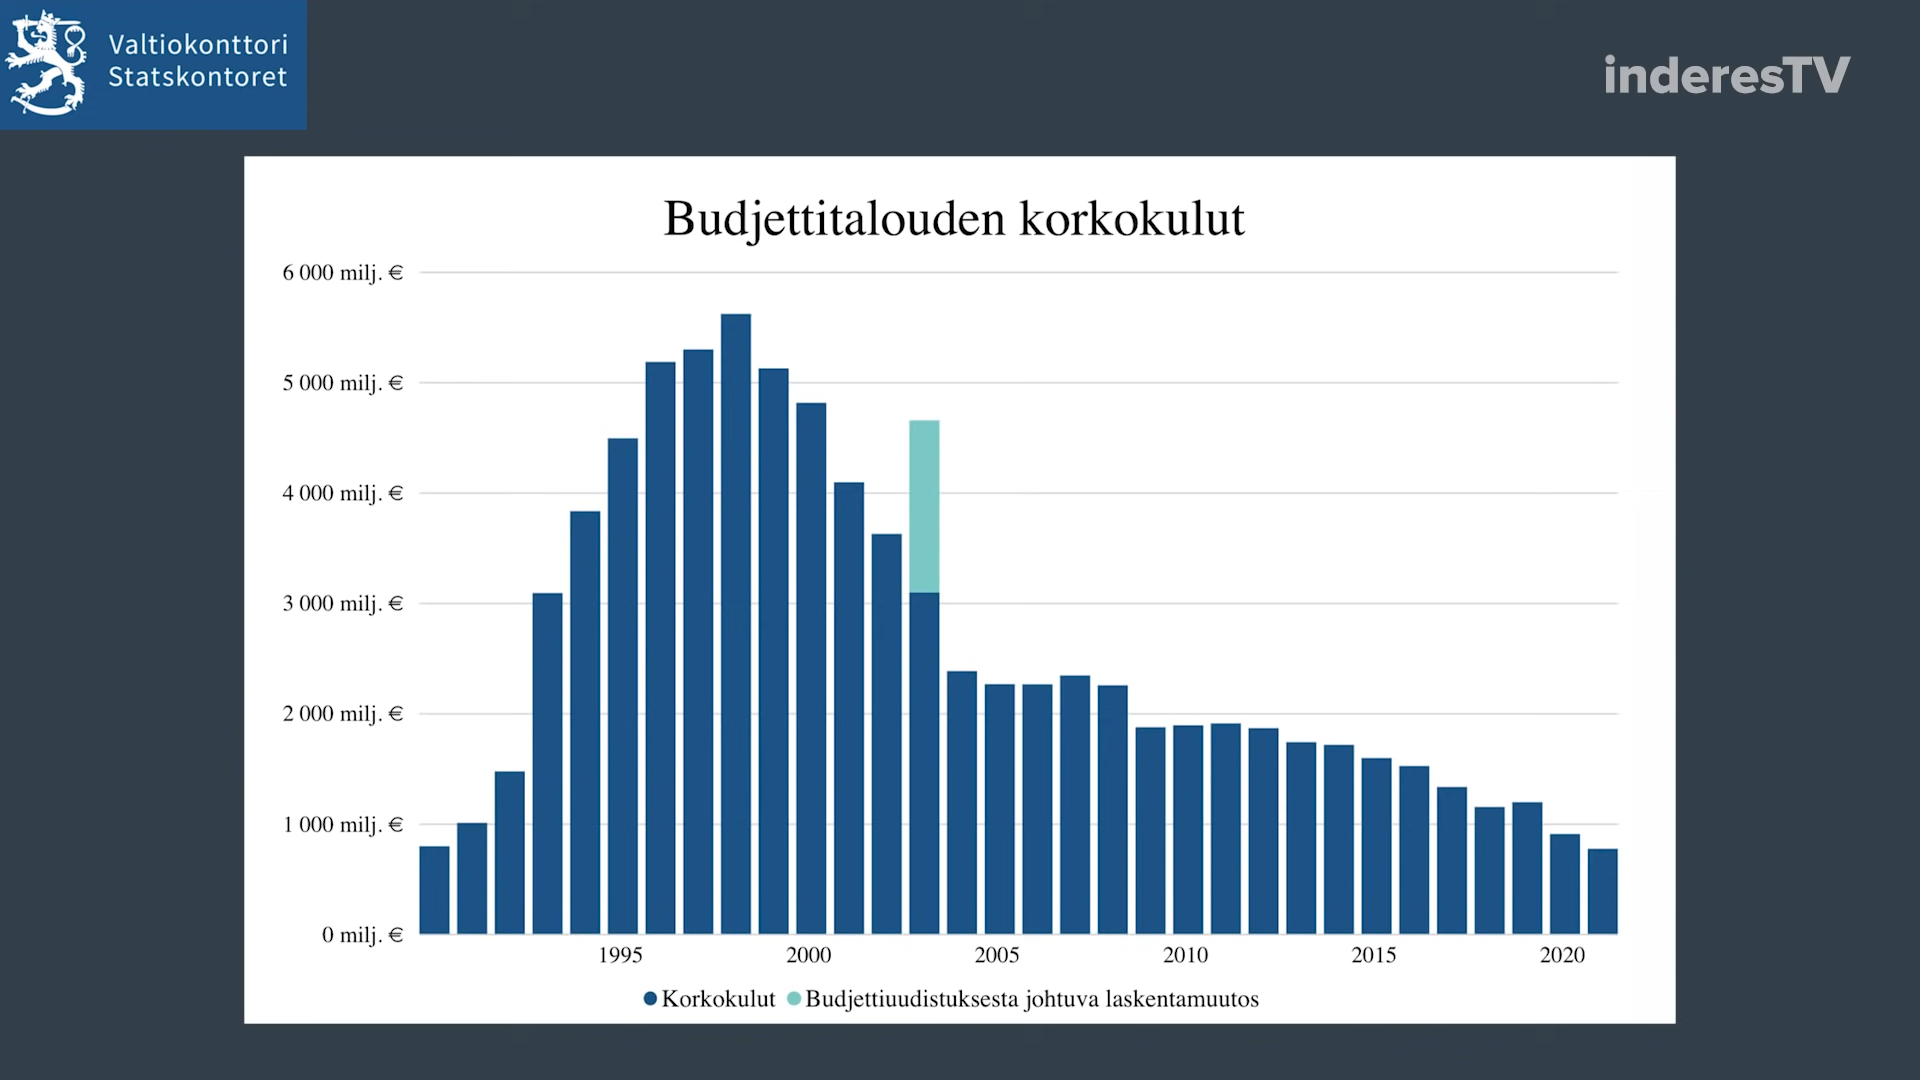 Valtiokonttori
Statskontoret
inderesTV
Budjettitalouden korkokulut
6 000 milj. €
5 000 milj. €
4 000 milj. €
3 000 milj. €
2 000 milj. €
1 000 milj. €
0 milj. €
1995 2000 2005 2010 2015 2020
Korkokulut Budjettiuudistuksesta johtuva laskentamuutos